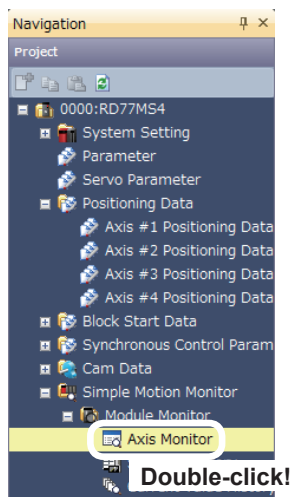 Navigation
Project
0000:RD77MS4
System Setting
Parameter
Servo Parameter
Positioning Data
Axis #1 Positioning Data
Axis #2 Positioning Data
Axis #3 Positioning Data
Axis #4 Positioning Data
Block Start Data
Synchronous Control Param
Cam Data
Simple Motion Monitor
Module Monitor
Axis Monitor
Double-click!